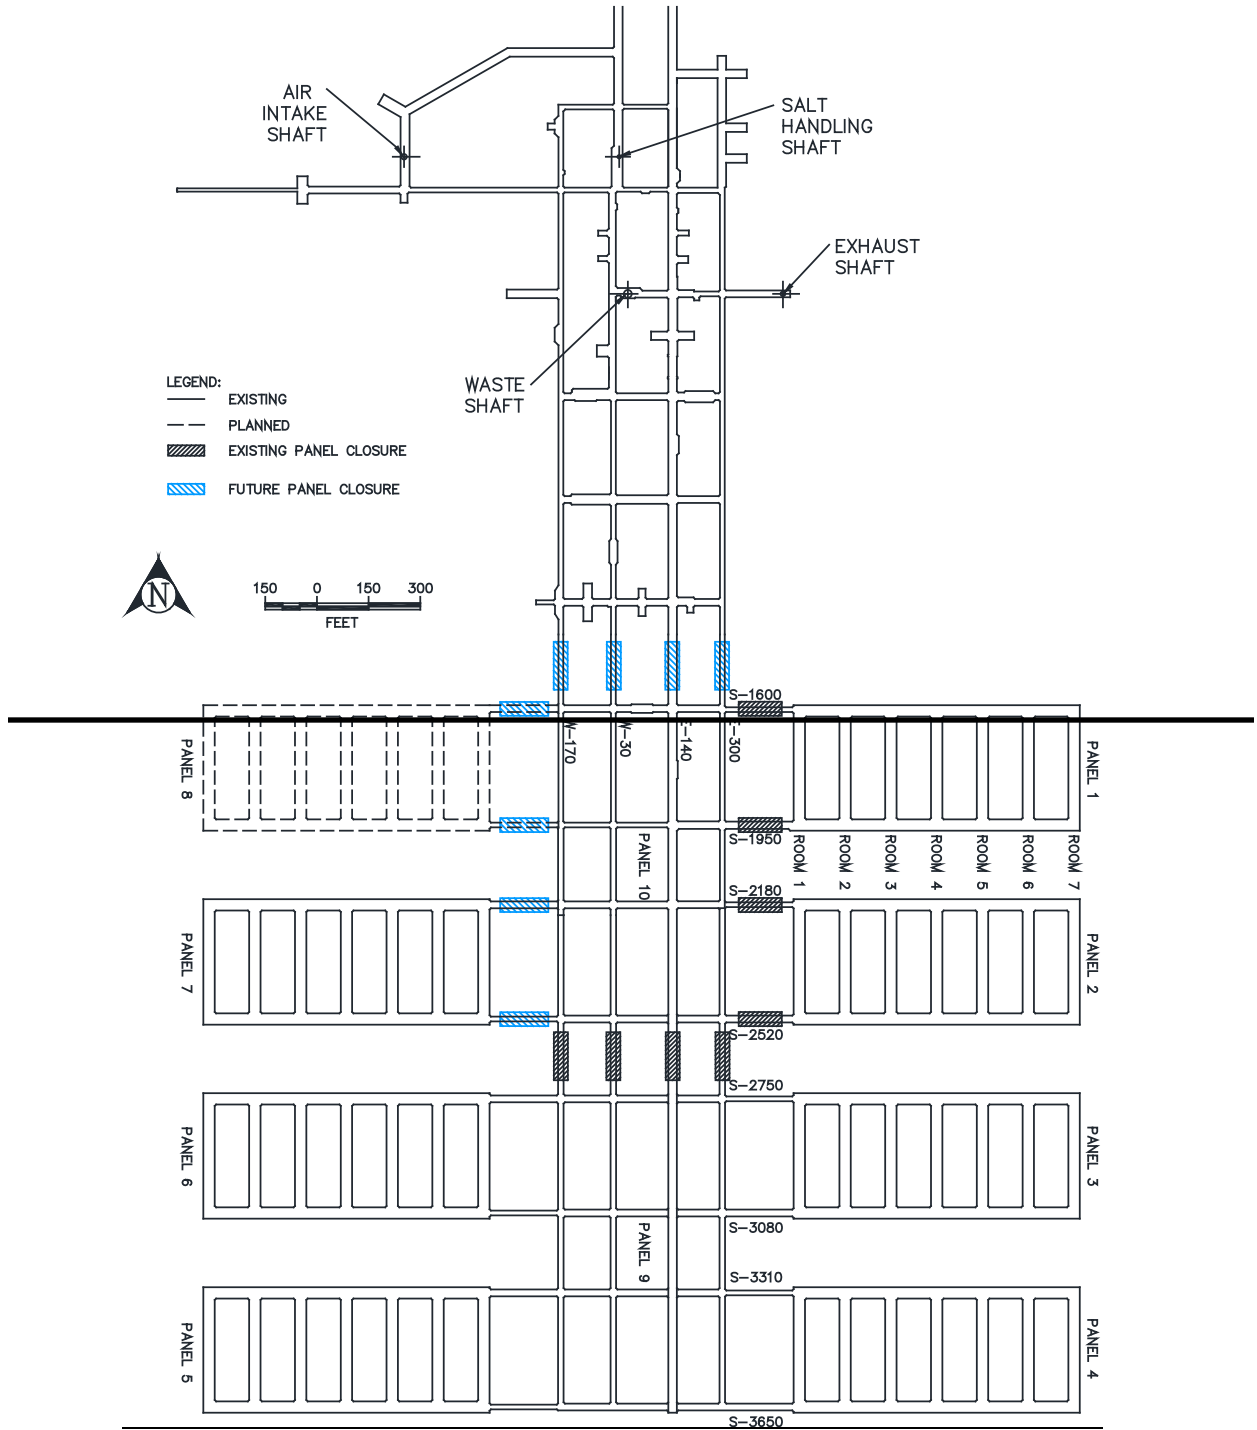 AIR
INTAKE
SHAFT
SALT
HANDLING
SHAFT
EXHAUST
SHAFT
WASTE
SHAFT
LEGEND:
EXISTING
PLANNED
EXISTING PANEL CLOSURE
FUTURE PANEL CLOSURE
N
150 0 150 300
FEET
S-1600
W-170
W-30
E-140
E-300
PANEL 8
PANEL 1
S-1950
PANEL 10
ROOM 1
ROOM 2
ROOM 3
ROOM 4
ROOM 5
ROOM 6
ROOM 7
S-2180
PANEL 7
PANEL 2
S-2520
S-2750
PANEL 6
PANEL 3
S-3080
PANEL 9
S-3310
PANEL 5
PANEL 4
S-3650